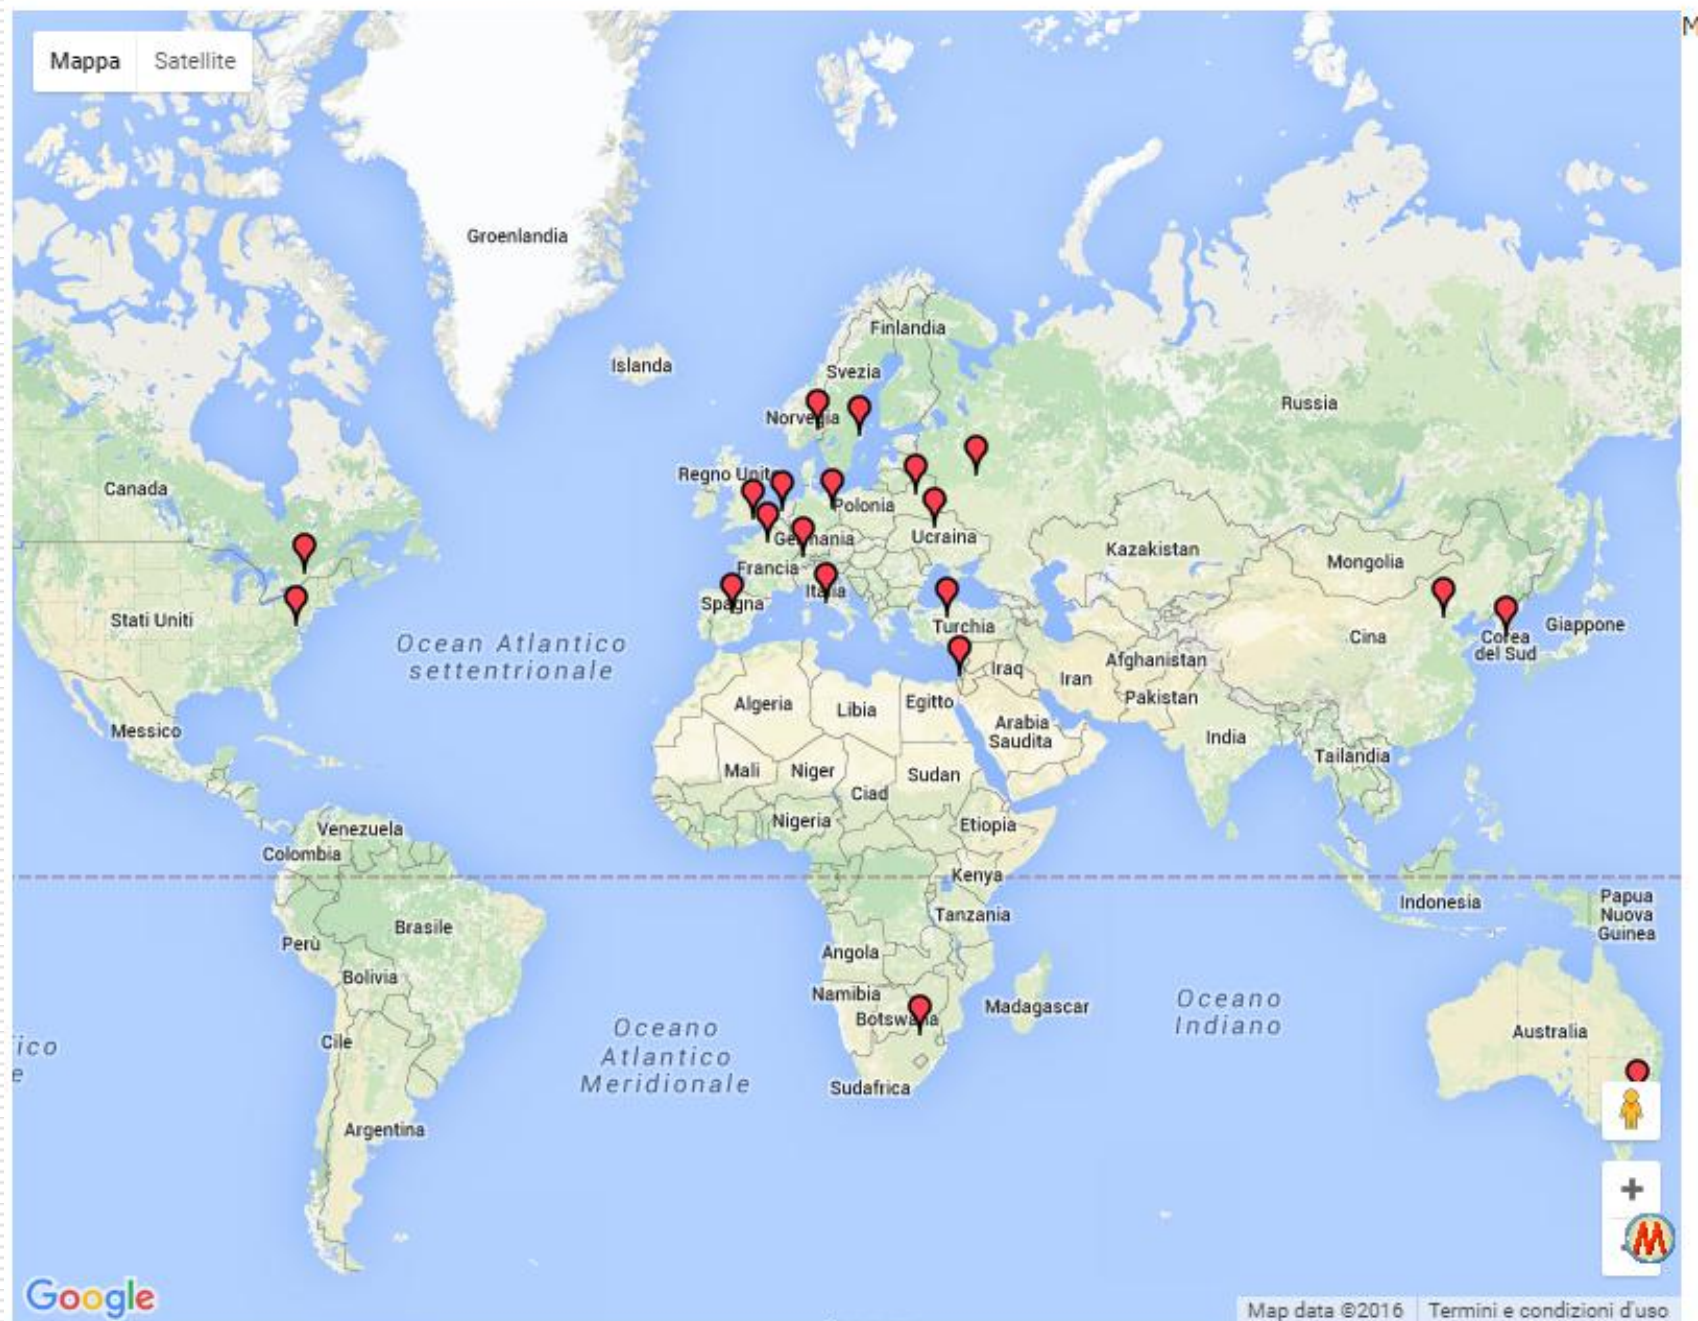 M
Mappa Satellite
Groenlandia
Finlandia
Islanda
Svezia
Russia
Norvegia
Regno Unito
Canada
Polonia
Ucraina
Germania
Kazakistan
Mongolia
Francia
Italia
Spagna
Stati Uniti
Turchia
Giappone
Cina
Corea
del Sud
Ocean Atlantico
settentrionale
Afghanistan
Iraq
Iran
Pakistan
Algeria
Libia
Egitto
Arabia
Saudita
Messico
India
Tailandia
Mali
Niger
Sudan
Ciad
Nigeria
Etiopia
Venezuela
Colombia
Kenya
Indonesia
Papua
Nuova
Guinea
Tanzania
Brasile
Perù
Angola
Bolivia
Namibia
Madagascar
Botswana
Oceano
Indiano
Oceano
Atlantico
Meridionale
Australia
Cile
ico
e
Sudafrica
Argentina
+
M
Google
Map data ©2016 Termini e condizioni d'uso